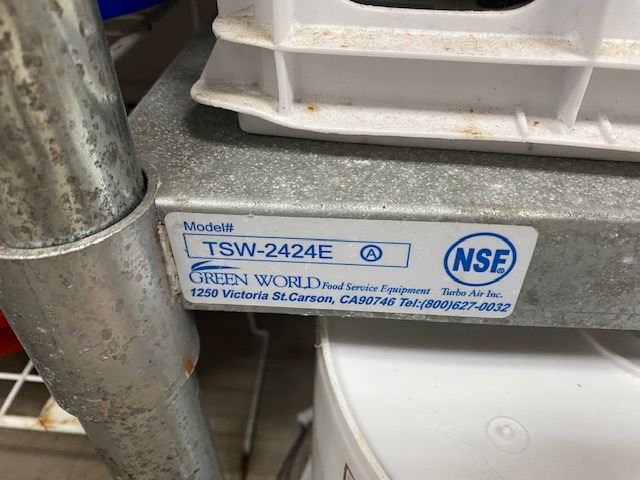 Model#
TSW-2424E A
NSF®
GREEN WORLD Food Service Equipment Turbo Air Inc.
1250 Victoria St.Carson, CA90746 Tel:(800)627-0032